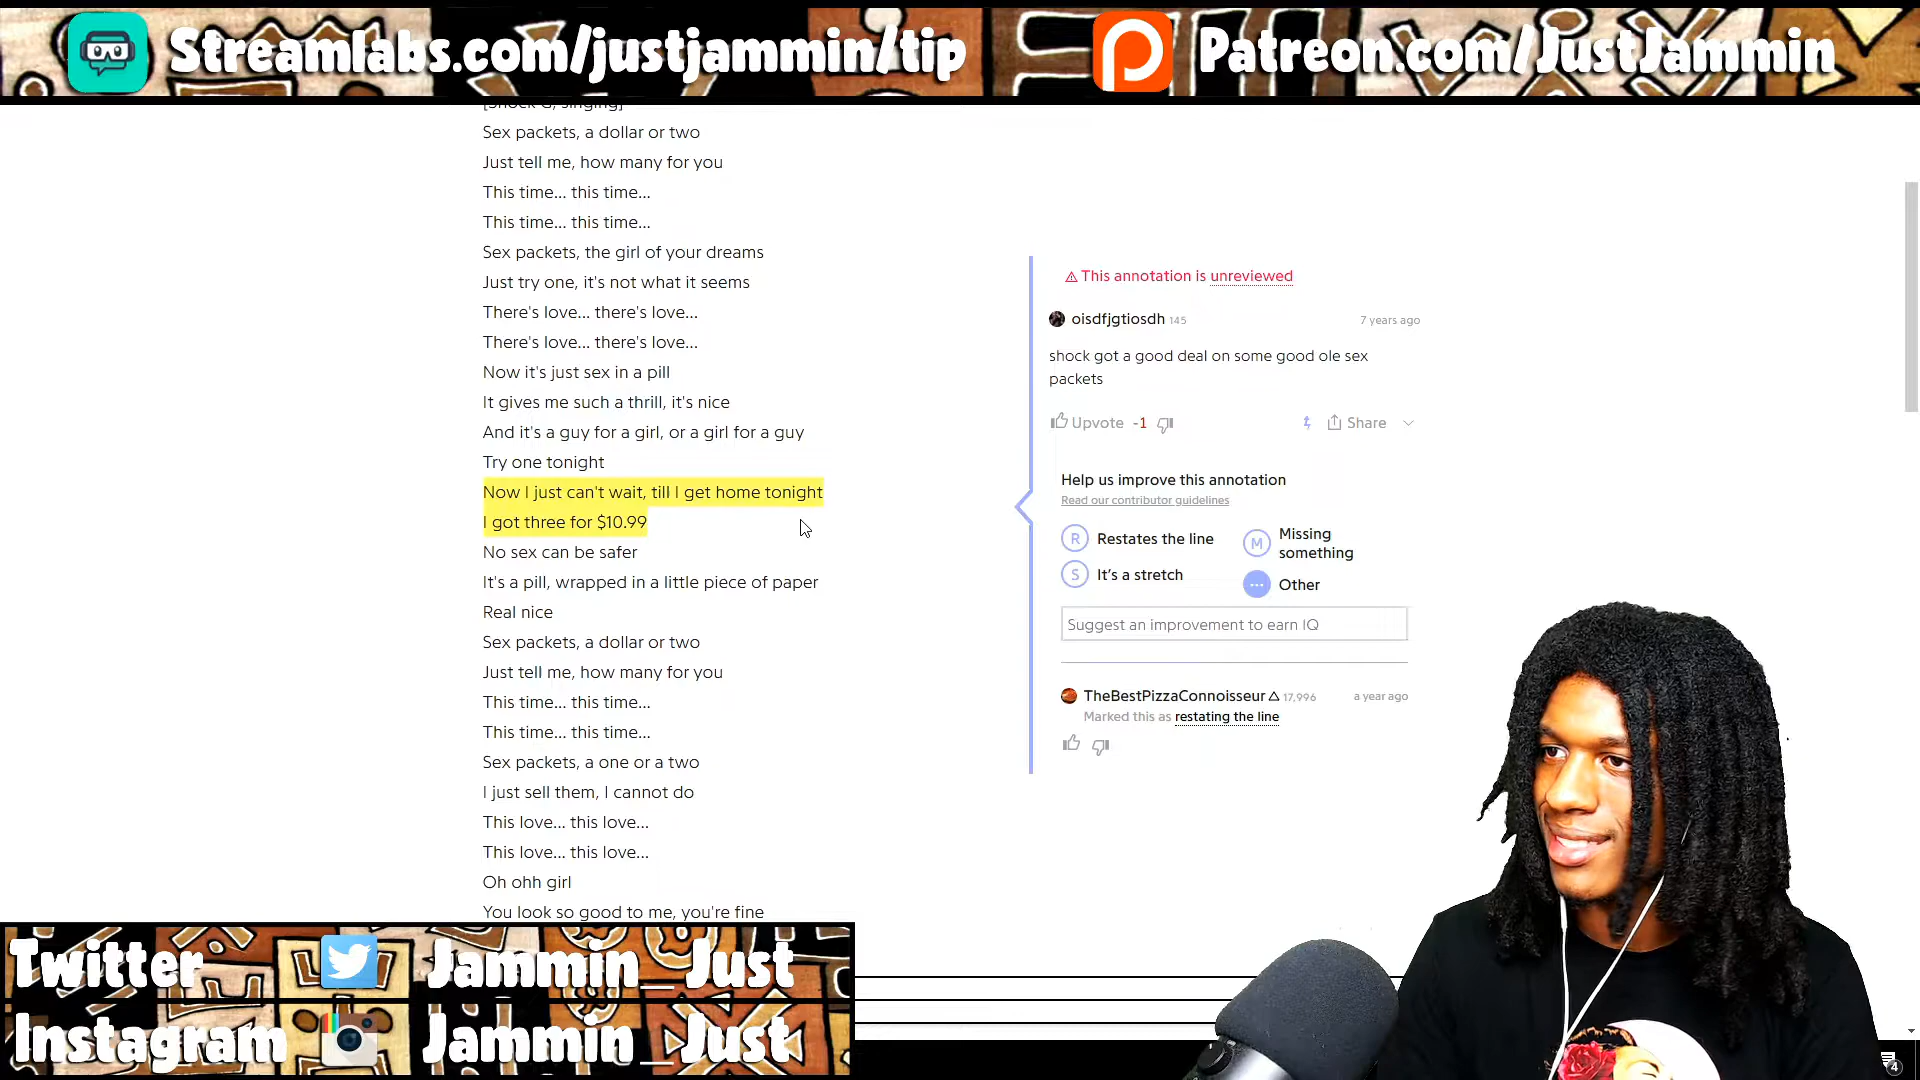 Streamlabs.com/justjammin/tip
Patreon.com/JustJammin
[Shock G, singing]
Sex packets, a dollar or two
Just tell me, how many for you
This time... this time...
This time... this time...
Sex packets, the girl of your dreams
Just try one, it's not what it seems
There's love... there's love...
There's love... there's love...
Now it's just sex in a pill
It gives me such a thrill, it's nice
And it's a guy for a girl, or a girl for a guy
Try one tonight
Now I just can't wait, till I get home tonight
I got three for $10.99
No sex can be safer
It's a pill, wrapped in a little piece of paper
Real nice
Sex packets, a dollar or two
Just tell me, how many for you
This time... this time...
This time... this time...
Sex packets, a one or a two
I just sell them, I cannot do
This love... this love...
This love... this love...
Oh ohh girl
You look so good to me, you're fine
This annotation is unreviewed
oisdfjgtiosdh 145
7 years ago
shock got a good deal on some good ole sex
packets
Upvote -1
Share
Help us improve this annotation
Read our contributor guidelines
R Restates the line
M Missing
something
S It's a stretch
... Other
Suggest an improvement to earn IQ
TheBestPizzaConnoisseur 17,996
a year ago
Marked this as restating the line
Twitter Jammin_Just
Instagram Jammin_Just
4